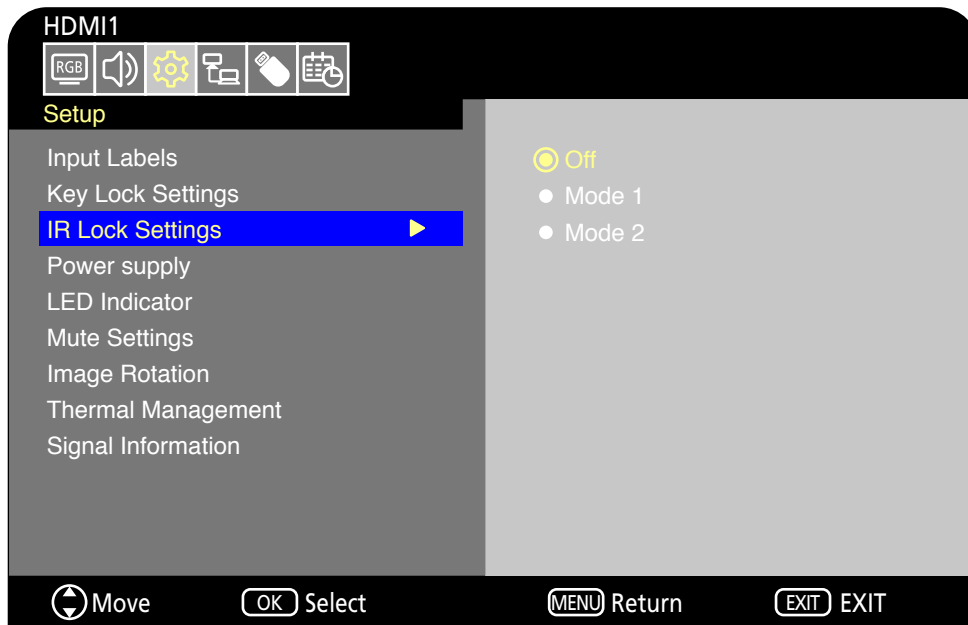 HDMI1
RGB
Setup
Input Labels
Key Lock Settings
IR Lock Settings
Power supply
LED Indicator
Mute Settings
Image Rotation
Thermal Management
Signal Information
Off
Mode 1
Mode 2
Move OK Select MENU Return EXIT EXIT